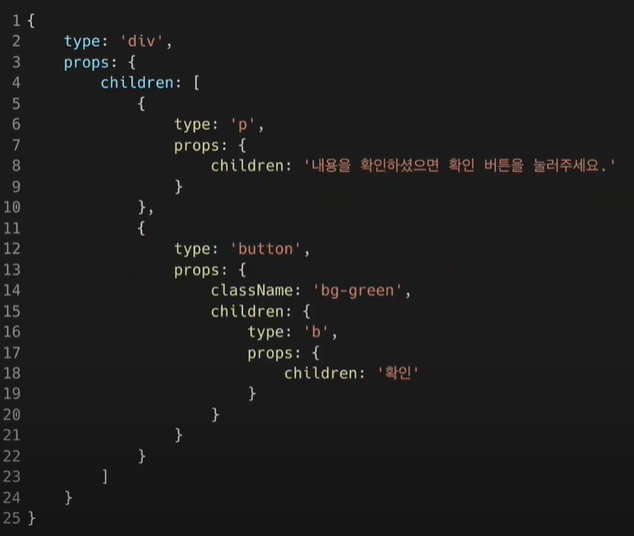 1 {
2     type: 'div',
3     props: {
4         children: [
5             {
6                 type: 'p',
7                 props: {
8                     children: '내용을 확인하셨으면 확인 버튼을 눌러주세요.'
9                 }
10             },
11             {
12                 type: 'button',
13                 props: {
14                     className: 'bg-green',
15                     children: {
16                         type: 'b',
17                         props: {
18                             children: '확인'
19                         }
20                     }
21                 }
22             }
23         ]
24     }
25 }